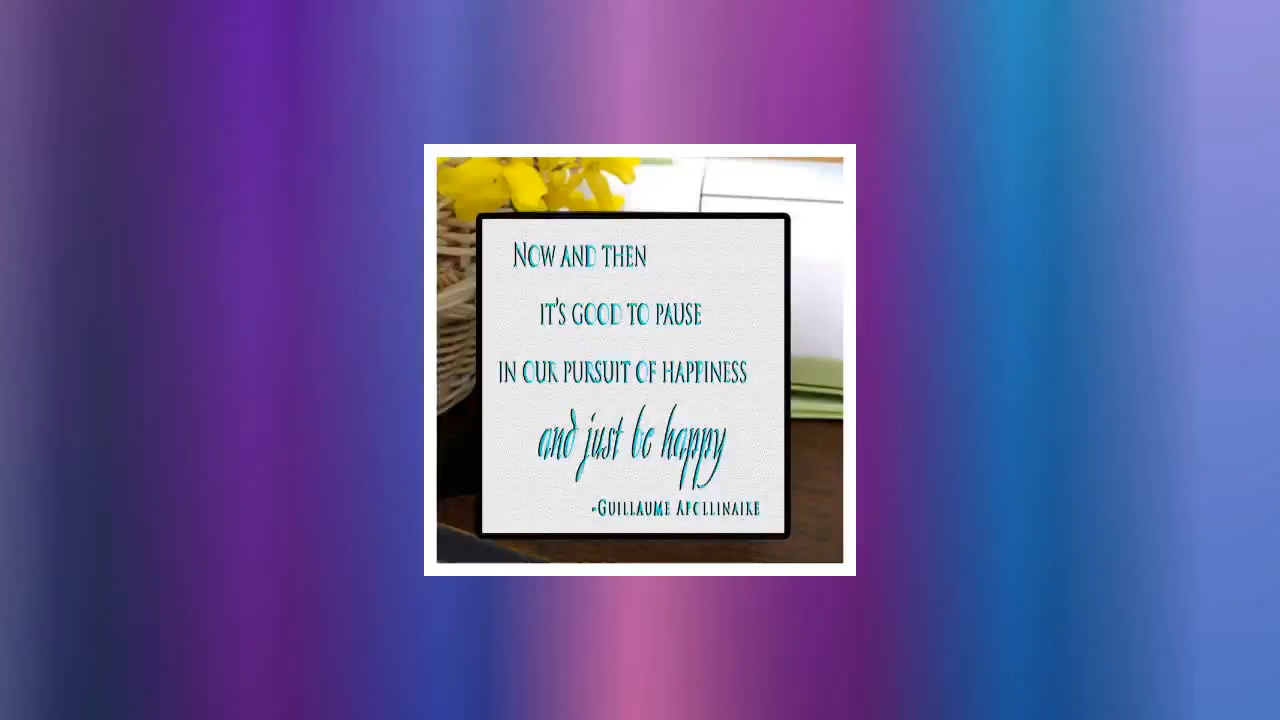 Now and then
it's good to pause
in our pursuit of happiness
and just be happy
-Guillaume Apollinaire